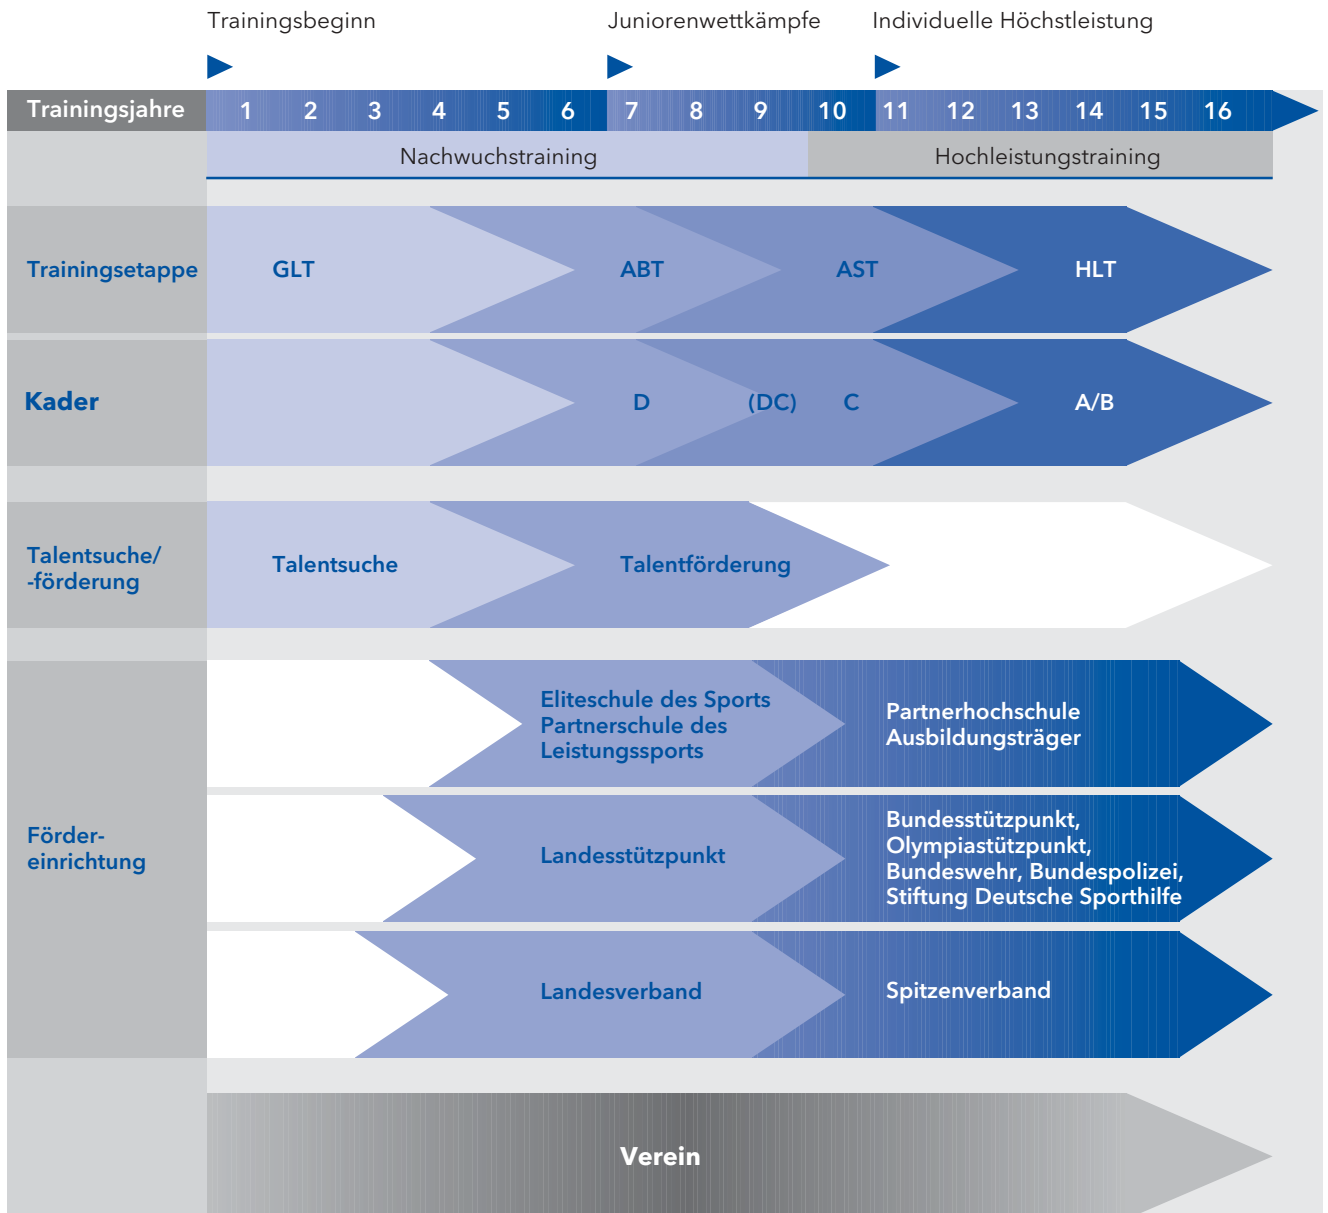 Trainingsbeginn
Juniorenwettkämpfe
Individuelle Höchstleistung
Trainingsjahre 1 2 3 4 5 6 7 8 9 10 11 12 13 14 15 16
Nachwuchstraining
Hochleistungstraining
Trainingsetappe
GLT
ABT
AST
HLT
Kader
D
(DC)
C
A/B
Talentsuche/
-förderung
Talentsuche
Talentförderung
Förder-
einrichtung
Eliteschule des Sports
Partnerschule des
Leistungssports
Partnerhochschule
Ausbildungsträger
Landesstützpunkt
Bundesstützpunkt,
Olympiastützpunkt,
Bundeswehr, Bundespolizei,
Stiftung Deutsche Sporthilfe
Landesverband
Spitzenverband
Verein